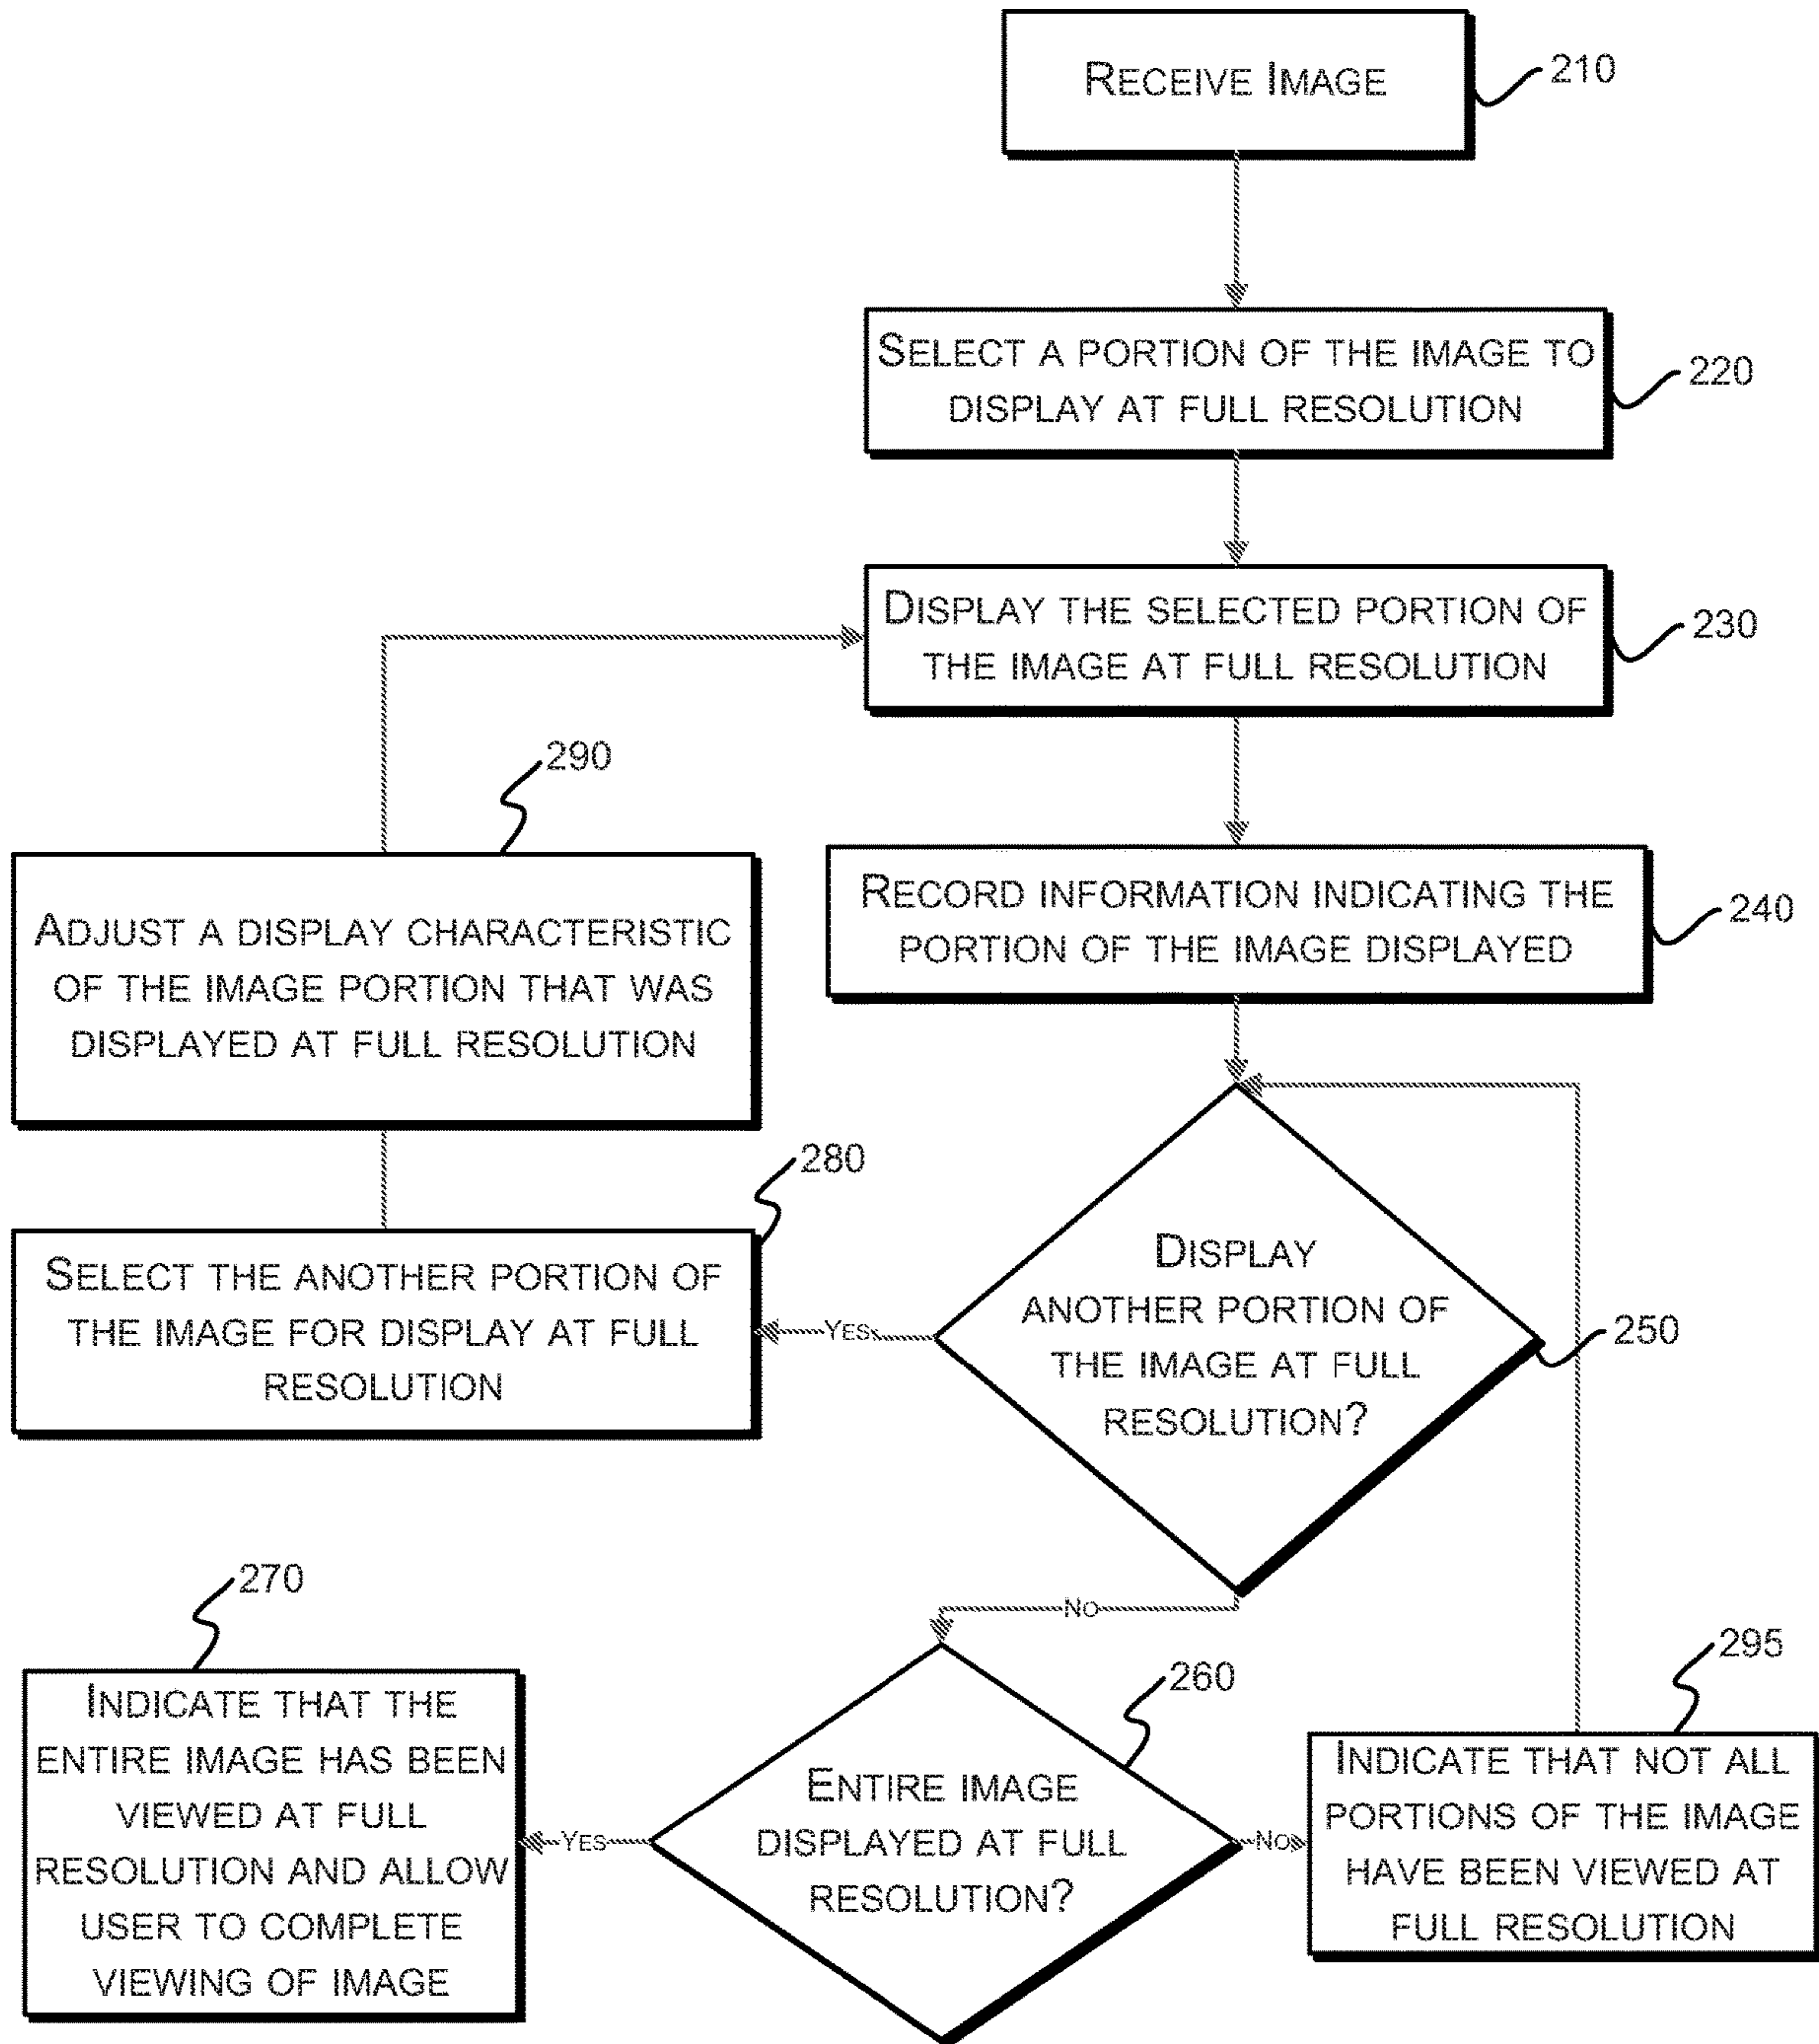 RECEIVE IMAGE
210
SELECT A PORTION OF THE IMAGE TO
DISPLAY AT FULL RESOLUTION
220
DISPLAY THE SELECTED PORTION OF
THE IMAGE AT FULL RESOLUTION
230
290
ADJUST A DISPLAY CHARACTERISTIC
OF THE IMAGE PORTION THAT WAS
DISPLAYED AT FULL RESOLUTION
RECORD INFORMATION INDICATING THE
PORTION OF THE IMAGE DISPLAYED
240
280
SELECT THE ANOTHER PORTION OF
THE IMAGE FOR DISPLAY AT FULL
RESOLUTION
YES
DISPLAY
ANOTHER PORTION OF
THE IMAGE AT FULL
RESOLUTION?
250
NO
270
INDICATE THAT THE
ENTIRE IMAGE HAS BEEN
VIEWED AT FULL
RESOLUTION AND ALLOW
USER TO COMPLETE
VIEWING OF IMAGE
YES
260
ENTIRE IMAGE
DISPLAYED AT FULL
RESOLUTION?
NO
295
INDICATE THAT NOT ALL
PORTIONS OF THE IMAGE
HAVE BEEN VIEWED AT
FULL RESOLUTION